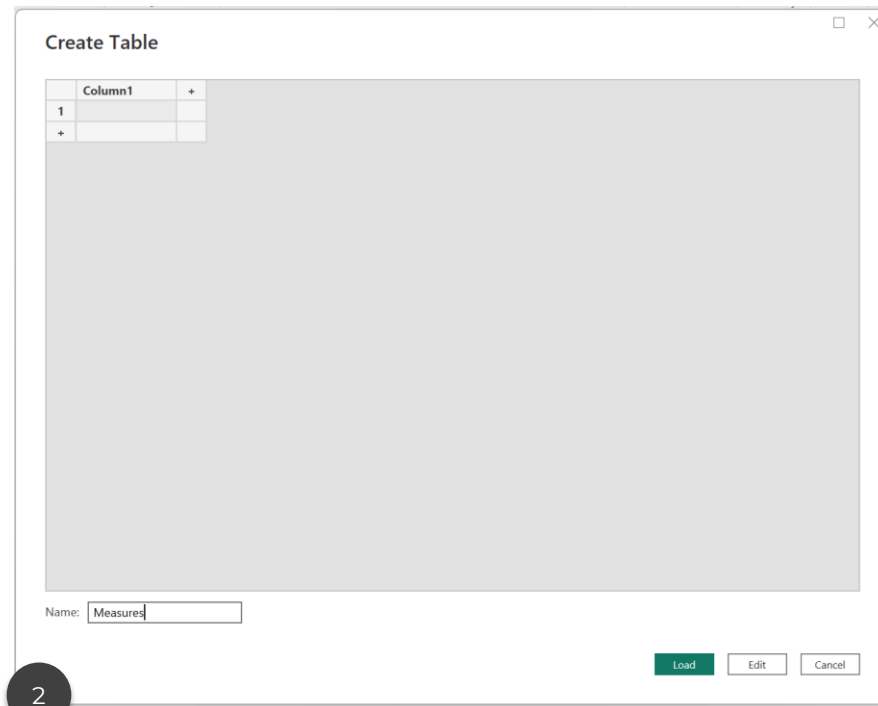 Create Table
Column1 +
1
+
Name: Measures
Load Edit Cancel
2